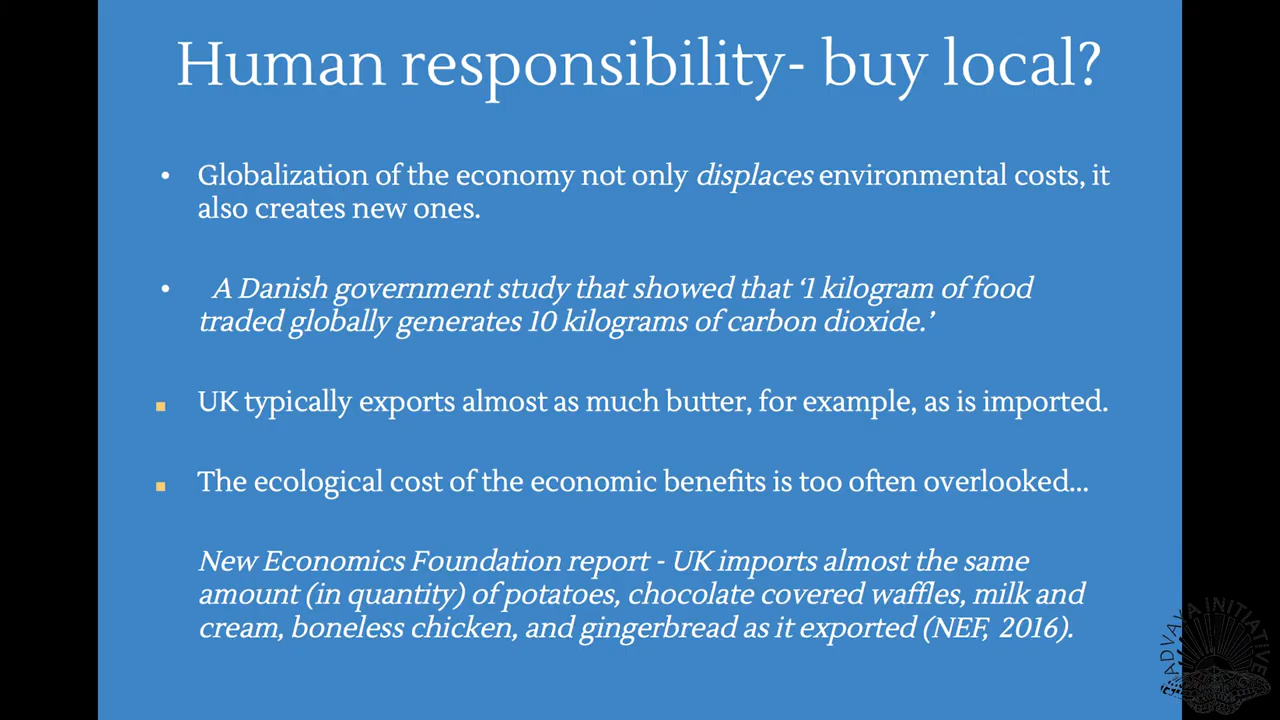 Human responsibility- buy local?
• Globalization of the economy not only displaces environmental costs, it
also creates new ones.
• A Danish government study that showed that ‘1 kilogram of food
traded globally generates 10 kilograms of carbon dioxide.’
▪ UK typically exports almost as much butter, for example, as is imported.
▪ The ecological cost of the economic benefits is too often overlooked...
New Economics Foundation report - UK imports almost the same
amount (in quantity) of potatoes, chocolate covered waffles, milk and
cream, boneless chicken, and gingerbread as it exported (NEF, 2016).
ADVAYA INITIATIVE